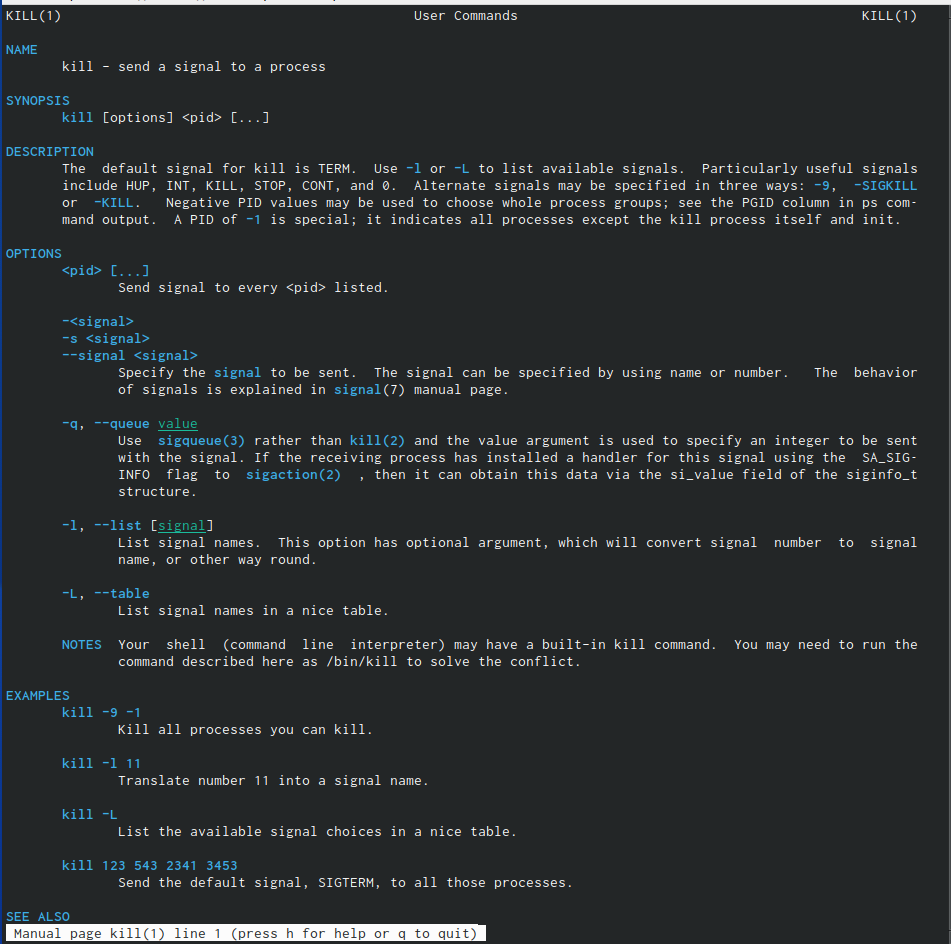 KILL(1) User Commands KILL(1)
NAME
kill - send a signal to a process
SYNOPSIS
kill [options] <pid> [...]
DESCRIPTION
The default signal for kill is TERM. Use -l or -L to list available signals. Particularly useful signals
include HUP, INT, KILL, STOP, CONT, and 0. Alternate signals may be specified in three ways: -9, -SIGKILL
or -KILL. Negative PID values may be used to choose whole process groups; see the PGID column in ps com-
mand output. A PID of -1 is special; it indicates all processes except the kill process itself and init.
OPTIONS
<pid> [...]
Send signal to every <pid> listed.
-<signal>
-s <signal>
--signal <signal>
Specify the signal to be sent. The signal can be specified by using name or number. The behavior
of signals is explained in signal(7) manual page.
-q, --queue value
Use sigqueue(3) rather than kill(2) and the value argument is used to specify an integer to be sent
with the signal. If the receiving process has installed a handler for this signal using the SA_SIG-
INFO flag to sigaction(2) , then it can obtain this data via the si_value field of the siginfo_t
structure.
-l, --list [signal]
List signal names. This option has optional argument, which will convert signal number to signal
name, or other way round.
-L, --table
List signal names in a nice table.
NOTES Your shell (command line interpreter) may have a built-in kill command. You may need to run the
command described here as /bin/kill to solve the conflict.
EXAMPLES
kill -9 -1
Kill all processes you can kill.
kill -l 11
Translate number 11 into a signal name.
kill -L
List the available signal choices in a nice table.
kill 123 543 2341 3453
Send the default signal, SIGTERM, to all those processes.
SEE ALSO
Manual page kill(1) line 1 (press h for help or q to quit)